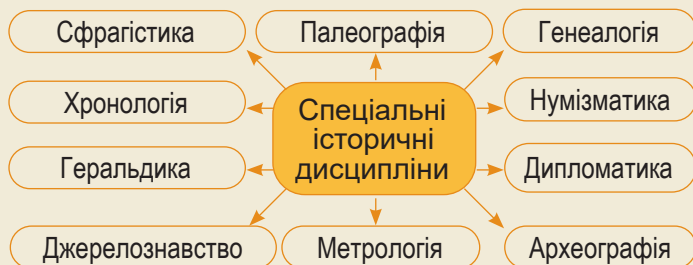 Сфрагістика
Палеографія
Генеалогія
Хронологія
Спеціальні
історичні
дисципліни
Нумізматика
Геральдика
Дипломатика
Джерелознавство
Метрологія
Археографія